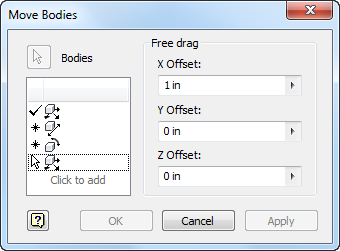 Move Bodies
Bodies
Click to add
Free drag
X Offset:
1 in
Y Offset:
0 in
Z Offset:
0 in
?
OK
Cancel
Apply